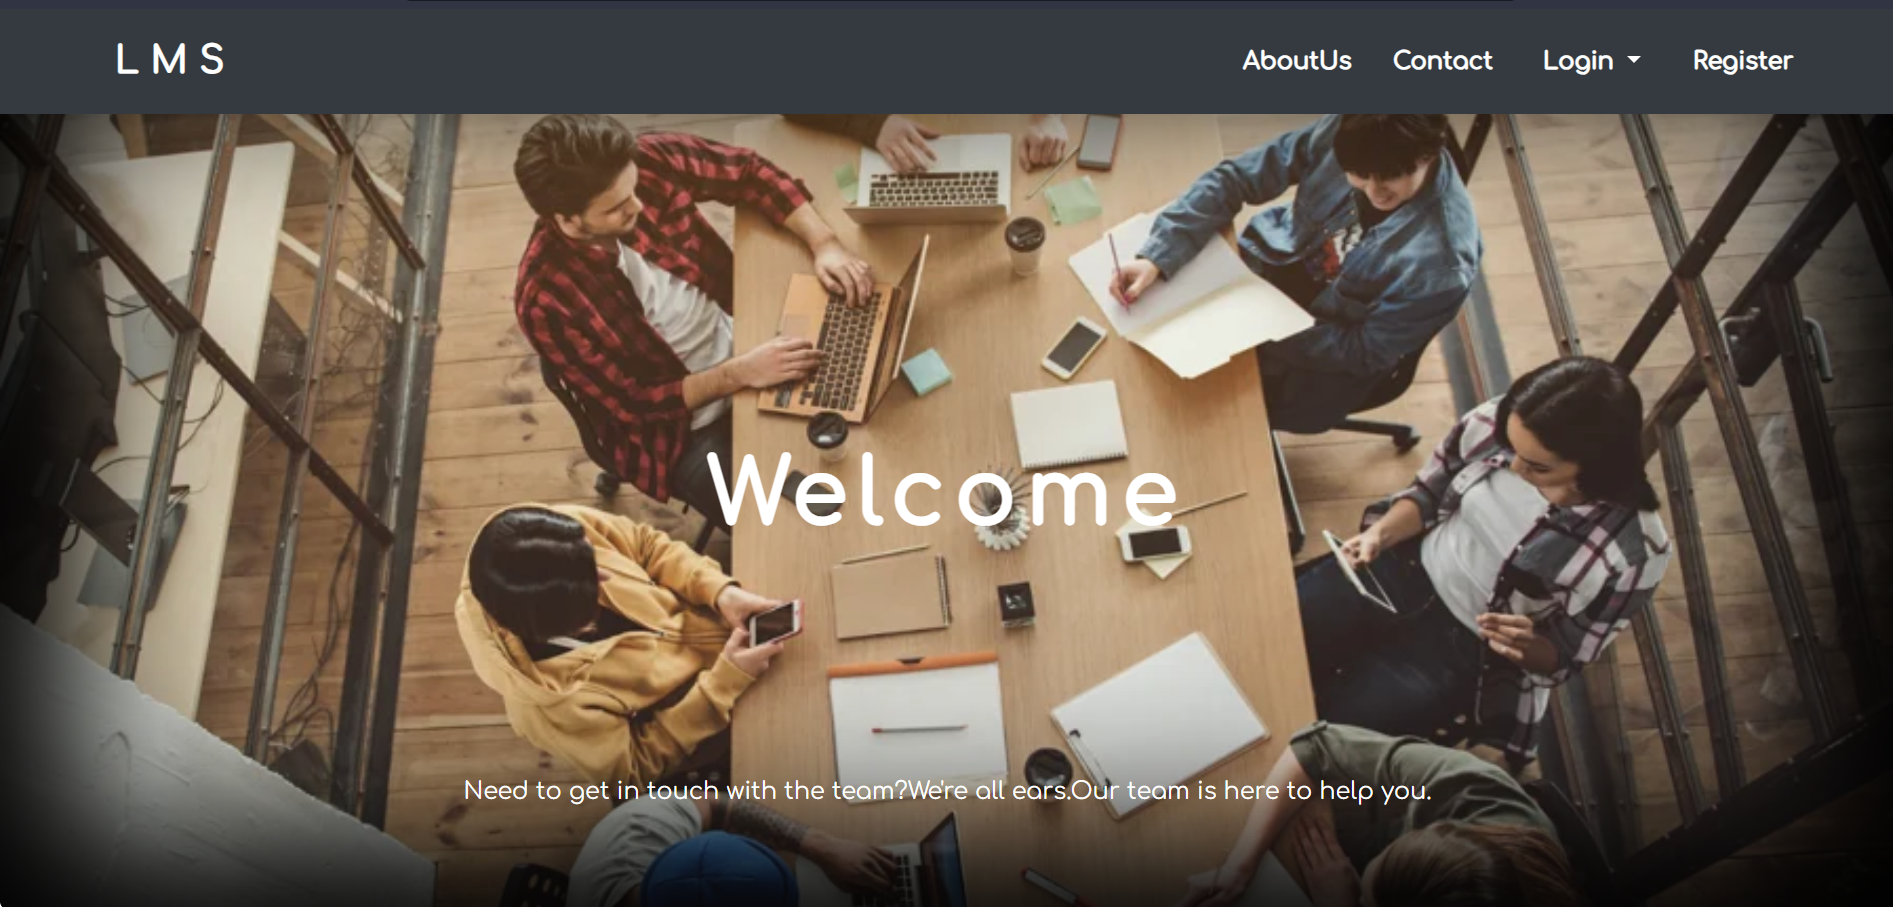 L M S
AboutUs Contact Login Register
Welcome
Need to get in touch with the team?We're all ears.Our team is here to help you.